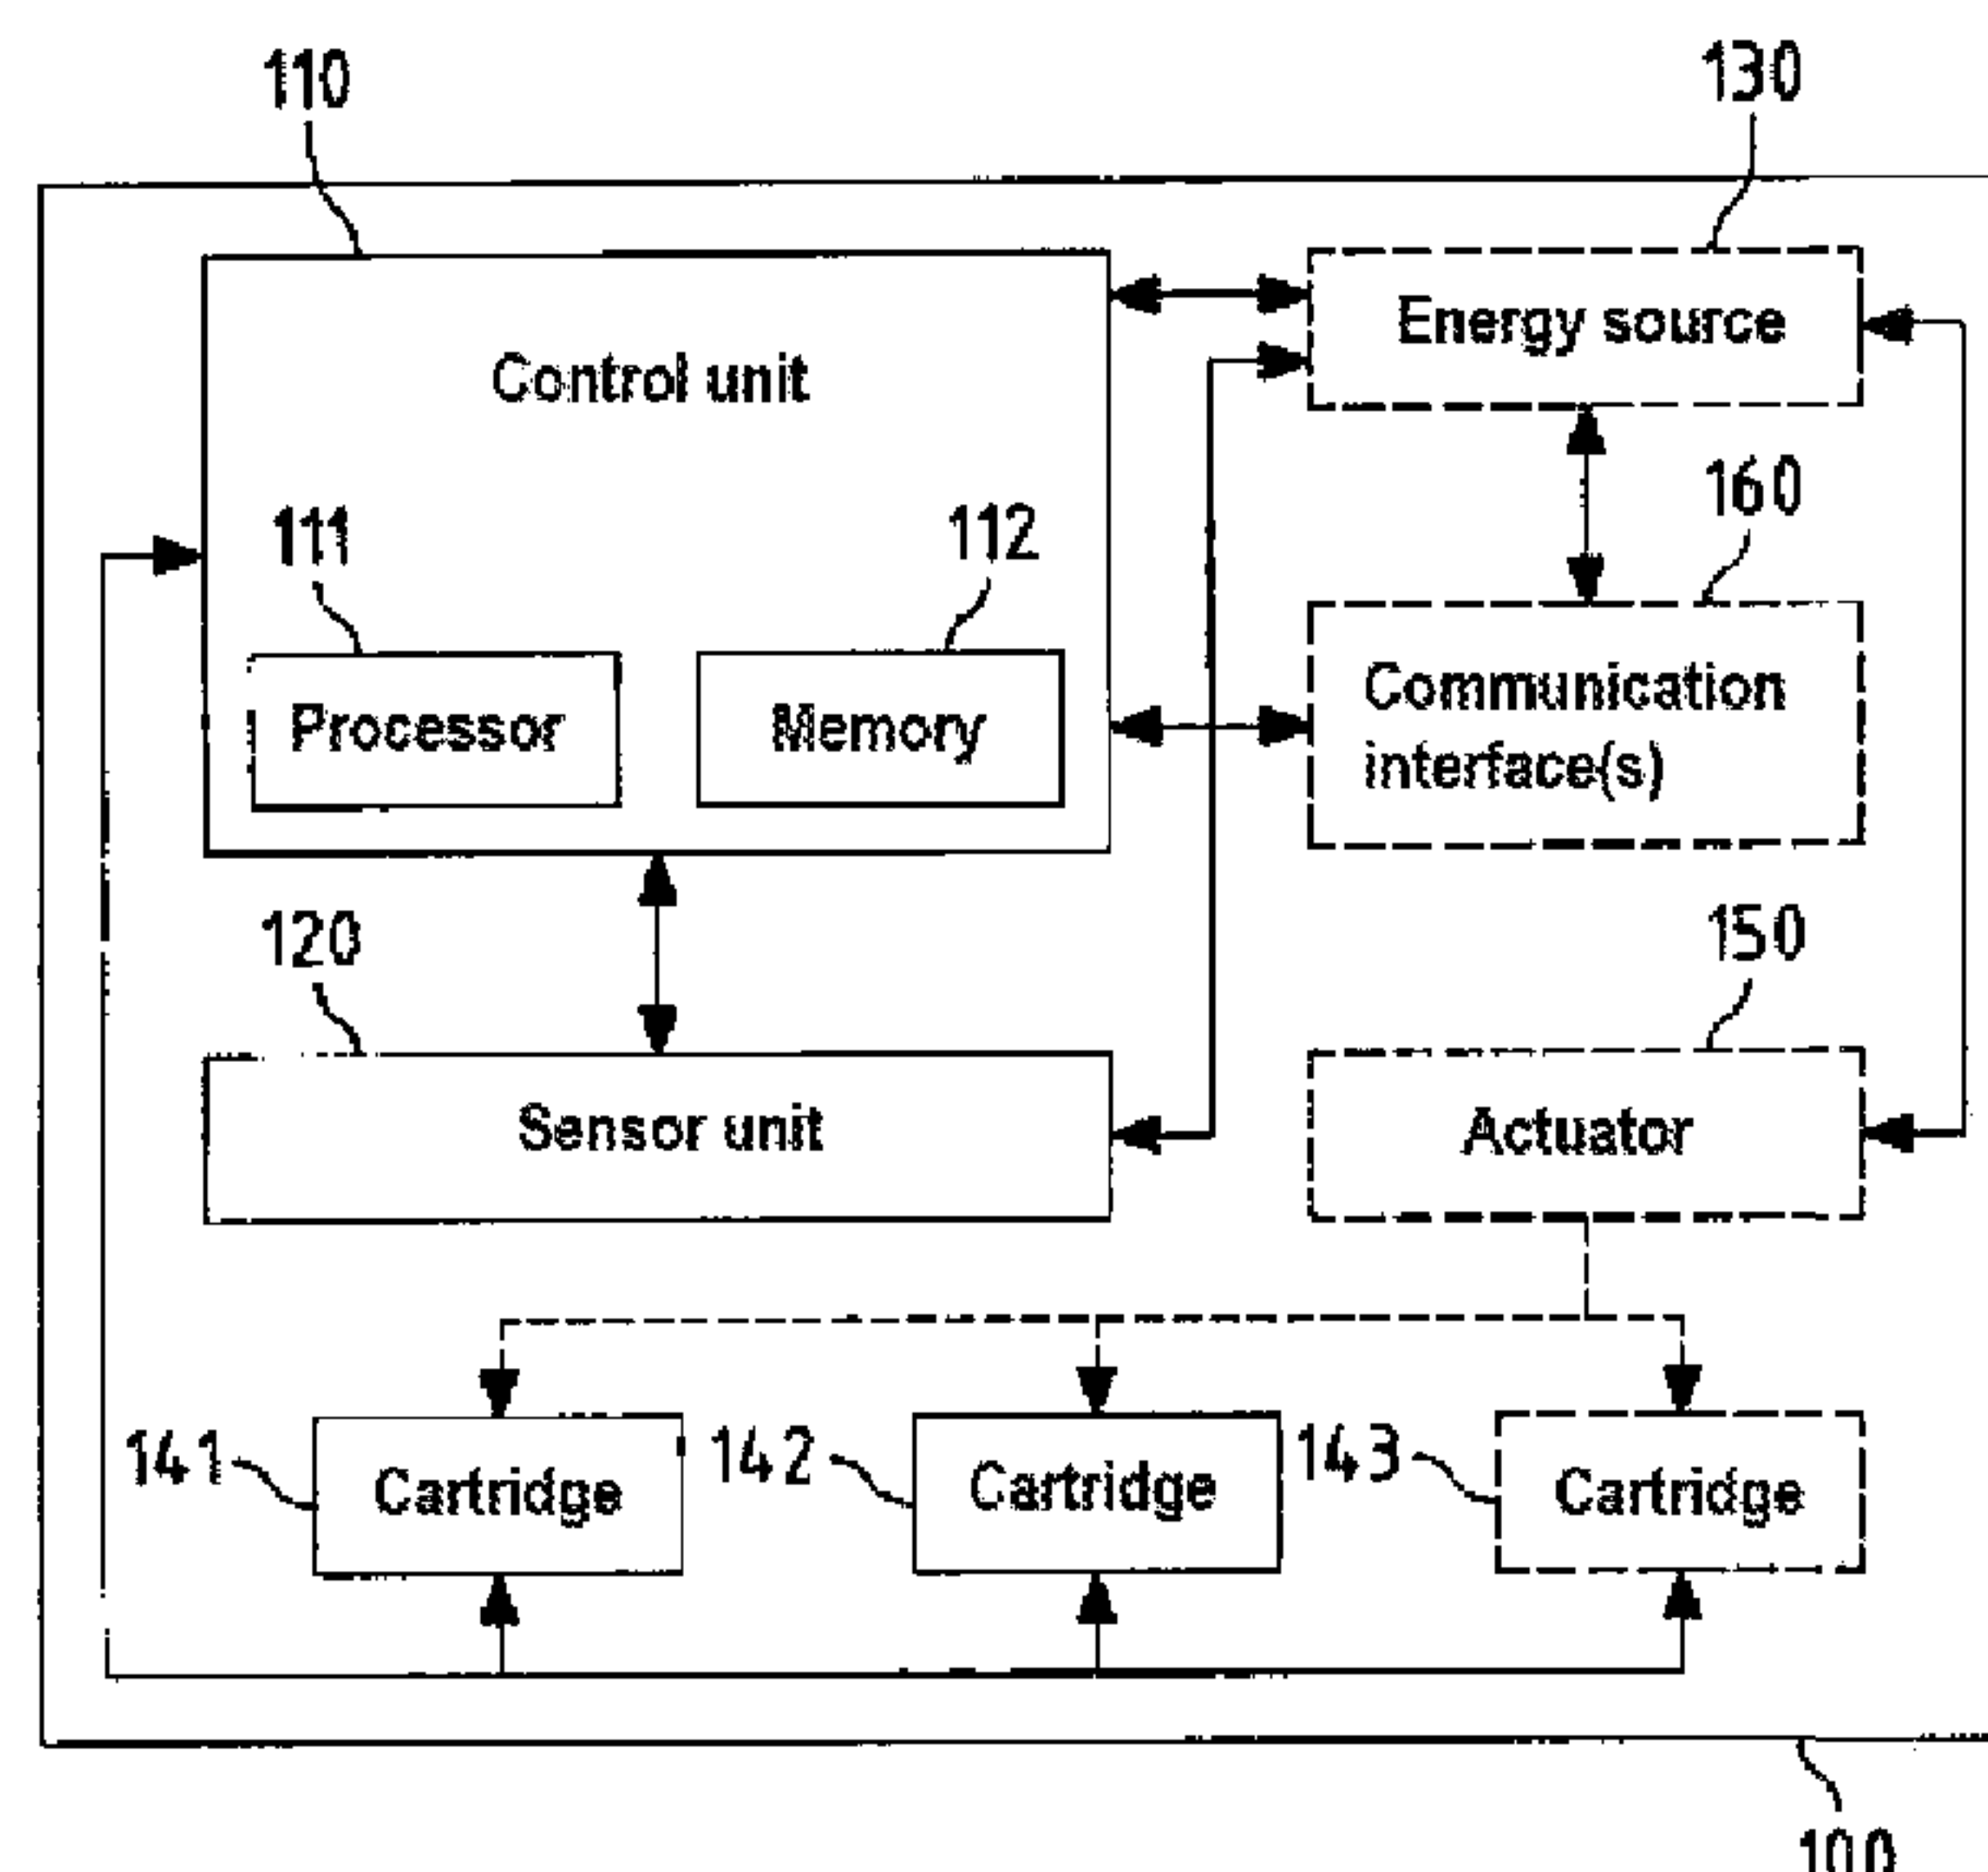 110
130
Control unit
Energy source
160
111
112
Processor
Memory
Communication
interface(s)
120
150
Sensor unit
Actuator
141
Cartridge
142
Cartridge
143
Cartridge
100